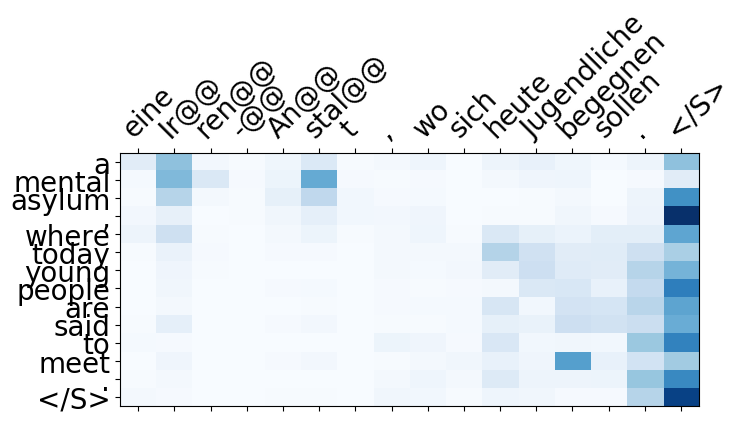 eine
Ir@@
ren@@
-@@
An@@
stal@@
t
,
wo
sich
heute
Jugendliche
begegnen
sollen
.
</S>
a
mental
asylum
,
where
today
young
people
are
said
to
meet
.
</S>